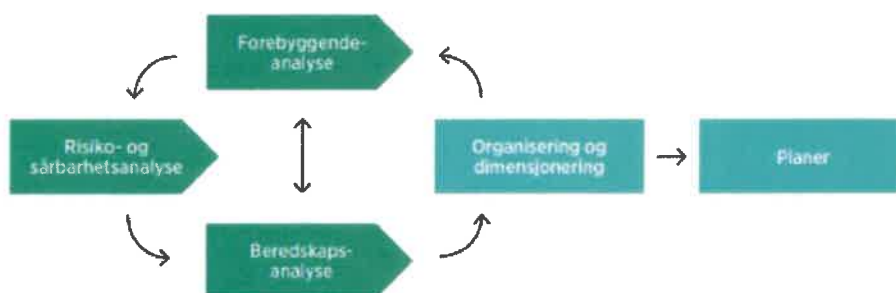 Forebyggende-
analyse
Risiko- og
sårbarhetsanalyse
Organisering og
dimensjonering
Planer
Beredskaps-
analyse